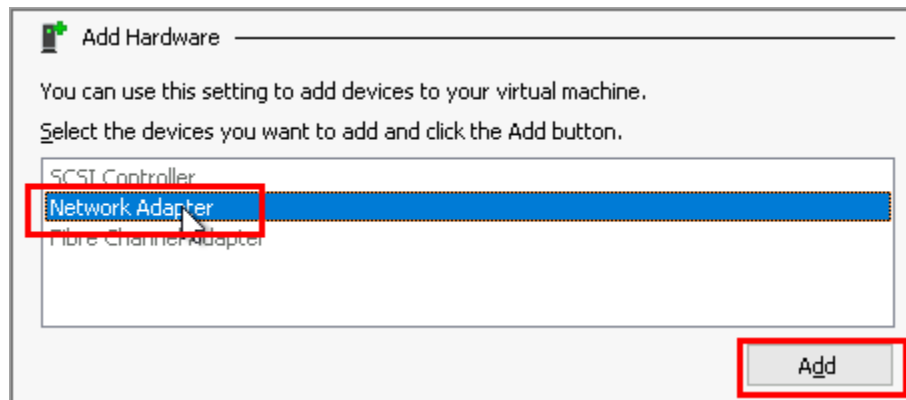 Add Hardware
You can use this setting to add devices to your virtual machine.
Select the devices you want to add and click the Add button.
SCSI Controller
Network Adapter
Fibre Channel Adapter
Add